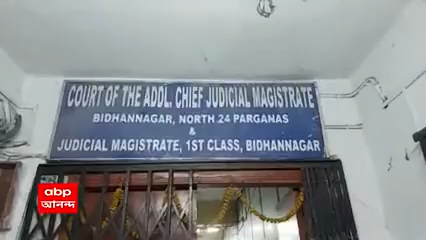 COURT OF THE ADDL. CHIEF JUDICIAL MAGISTRATE
BIDHANNAGAR, NORTH 24 PARGANAS
&
JUDICIAL MAGISTRATE, 1ST CLASS, BIDHANNAGAR
abp
আনন্দ